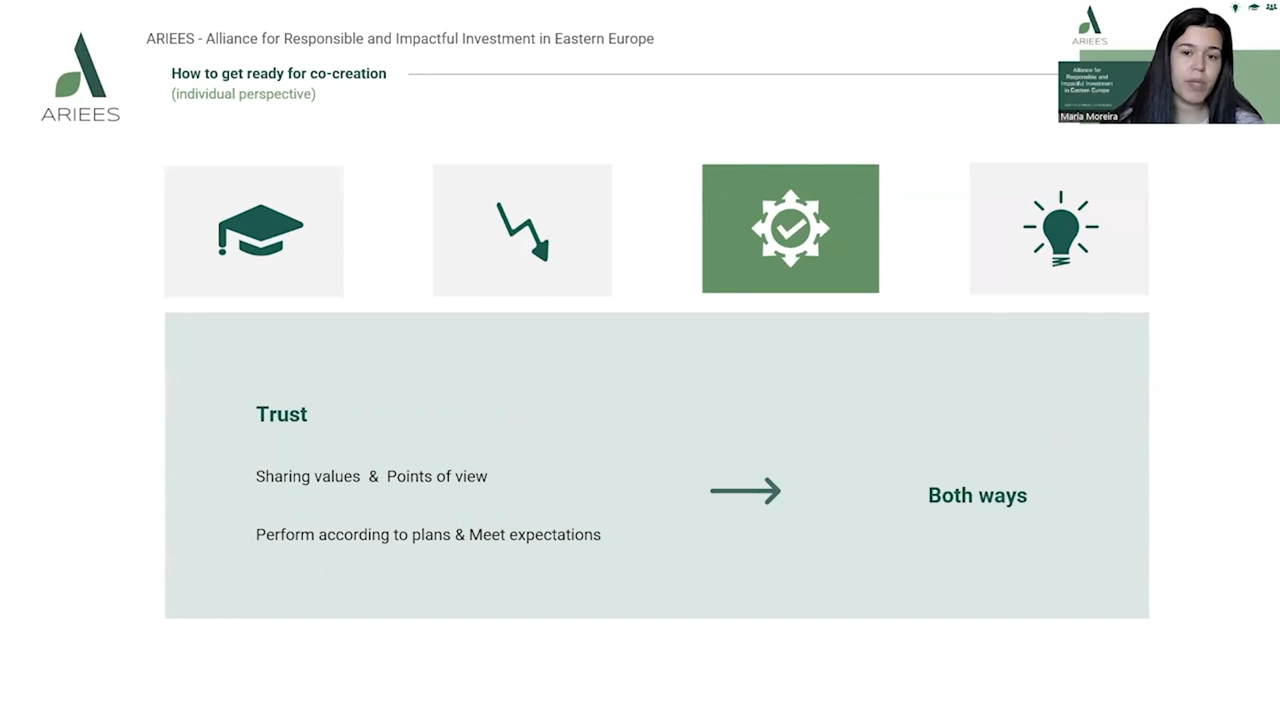 ARIEES - Alliance for Responsible and Impactful Investment in Eastern Europe
How to get ready for co-creation
(individual perspective)
ARIEES
ARIEES
Alliance for
Responsible and
Impactful Investment
in Eastern Europe
Maria Moreira
Trust
Sharing values & Points of view
Both ways
Perform according to plans & Meet expectations